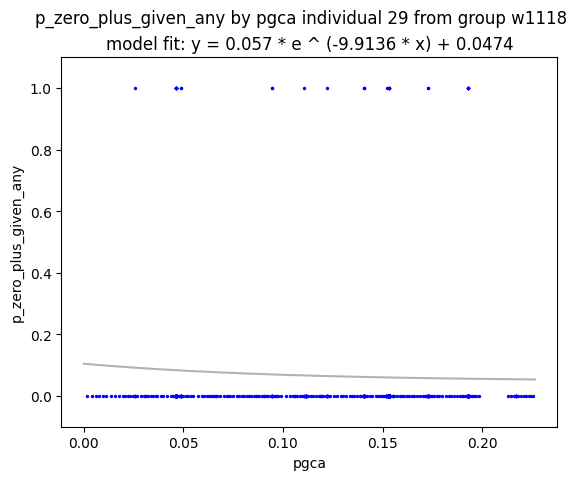 p_zero_plus_given_any by pgca individual 29 from group w1118
model fit: y = 0.057 * e ^ (-9.9136 * x) + 0.0474
1.0
0.8
0.6
0.4
0.2
0.0
p_zero_plus_given_any
0.00 0.05 0.10 0.15 0.20
pgca